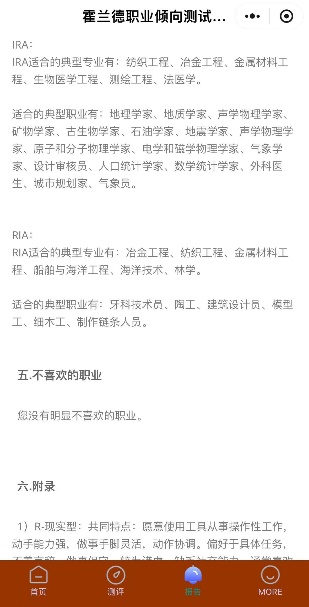 霍兰德职业倾向测试...
IRA：
IRA适合的典型专业有：纺织工程、冶金工程、金属材料工
程、生物医学工程、测绘工程、法医学。
适合的典型职业有：地理学家、地质学家、声学物理学家、
矿物学家、古生物学家、石油学家、地震学家、声学物理学
家、原子和分子物理学家、电学和磁学物理学家、气象学
家、设计审核员、人口统计学家、数学统计学家、外科医
生、城市规划家、气象员。
RIA：
RIA适合的典型专业有：冶金工程、纺织工程、金属材料工
程、船舶与海洋工程、海洋技术、林学。
适合的典型职业有：牙科技术员、陶工、建筑设计员、模型
工、细木工、制作链条人员。
五.不喜欢的职业
您没有明显不喜欢的职业。
六.附录
1）R-现实型：共同特点：愿意使用工具从事操作性工作，
动手能力强，做事手脚灵活，动作协调。偏好于具体任务，
首页
测评
报告
MORE